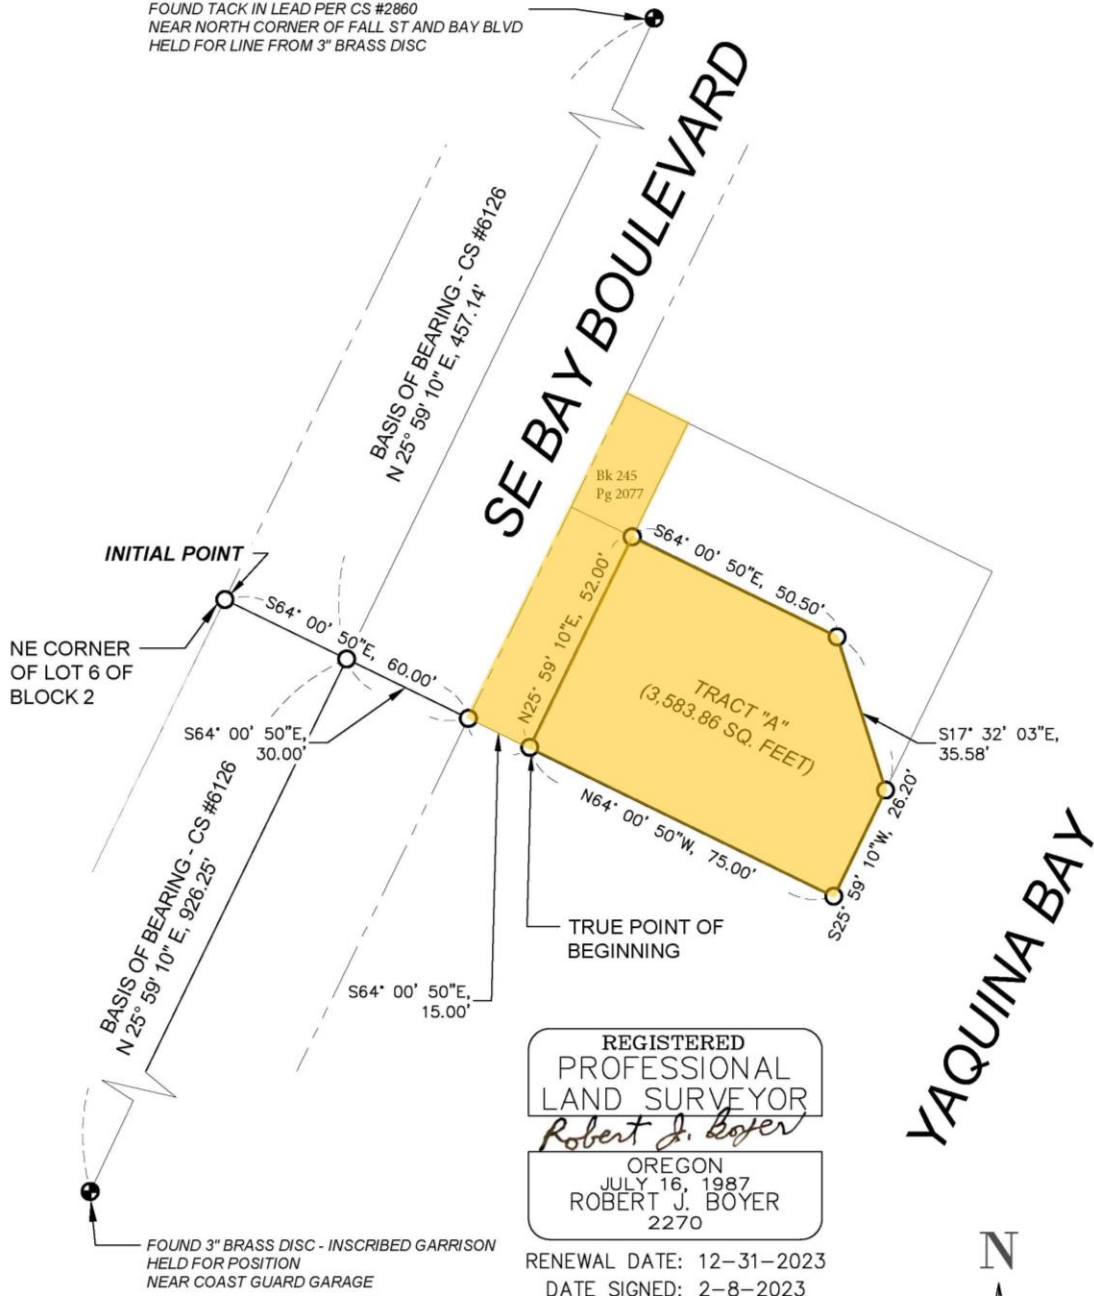 FOUND TACK IN LEAD PER CS #2860
NEAR NORTH CORNER OF FALL ST AND BAY BLVD
HELD FOR LINE FROM 3" BRASS DISC
SE BAY BOULEVARD
BASIS OF BEARING - CS #6126
N 25° 59' 10" E, 457.14'
Bk 245
Pg 2077
INITIAL POINT
NE CORNER
OF LOT 6 OF
BLOCK 2
S64° 00' 50"E, 60.00'
S64° 00' 50"E,
30.00'
N25° 59' 10"E, 52.00'
S64° 00' 50"E, 50.50'
TRACT "A"
(3,583.86 SQ. FEET)
S17° 32' 03"E,
35.58'
S25° 59' 10"W, 26.20'
N64° 00' 50"W, 75.00'
TRUE POINT OF
BEGINNING
S64° 00' 50"E,
15.00'
BASIS OF BEARING - CS #6126
N 25° 59' 10" E, 926.25'
YAQUINA BAY
REGISTERED
PROFESSIONAL
LAND SURVEYOR
Robert J. Boyer
OREGON
JULY 16, 1987
ROBERT J. BOYER
2270
RENEWAL DATE: 12-31-2023
DATE SIGNED: 2-8-2023
FOUND 3" BRASS DISC - INSCRIBED GARRISON
HELD FOR POSITION
NEAR COAST GUARD GARAGE
N